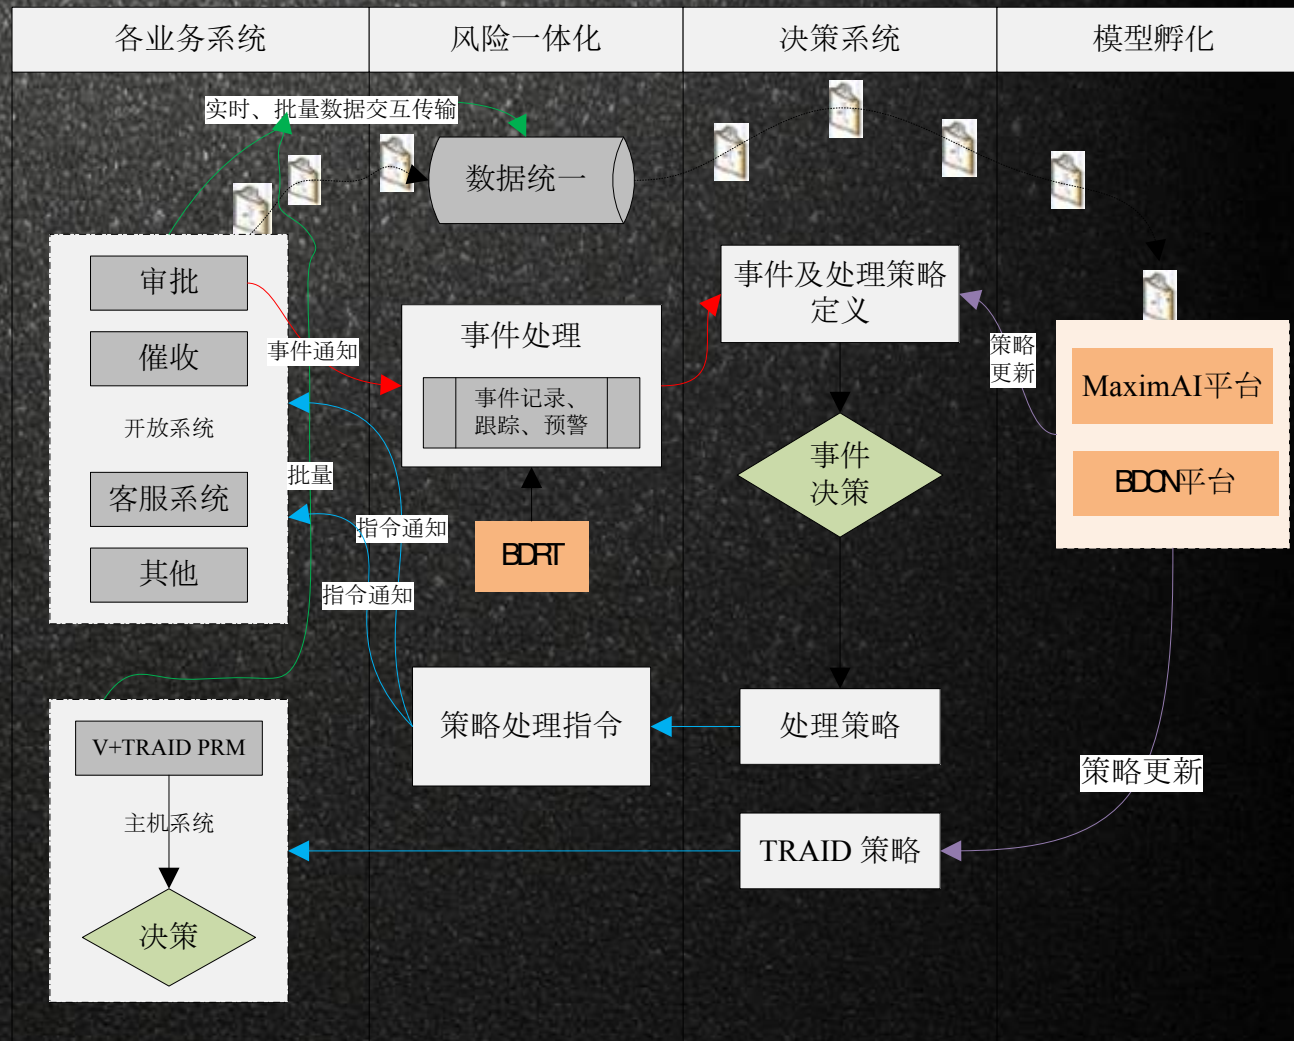 各业务系统
风险一体化
决策系统
模型孵化
实时、批量数据交互传输
数据统一
审批
催收
开放系统
客服系统
其他
事件通知
批量
事件处理
事件记录、
跟踪、预警
BDRT
指令通知
指令通知
事件及处理策略
定义
事件
决策
策略
更新
MaximAI平台
BDCN平台
策略处理指令
处理策略
策略更新
TRAID 策略
V+TRAID PRM
主机系统
决策